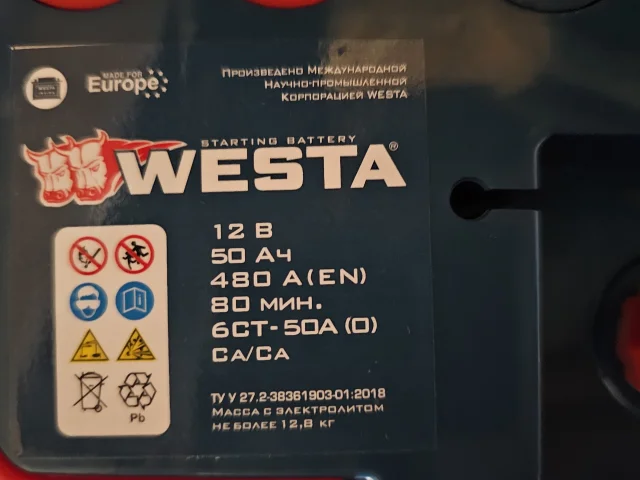 MADE FOR
Europe
Произведено Международной
Научно-промышленной
Корпорацией WESTA
STARTING BATTERY
WESTA®
12 В
50 Ач
480 А(EN)
80 мин.
6СТ-50А (0)
Ca/Ca
ТУ У 27.2-38361903-01:2018
Масса с электролитом
не более 12,8 кг
Pb